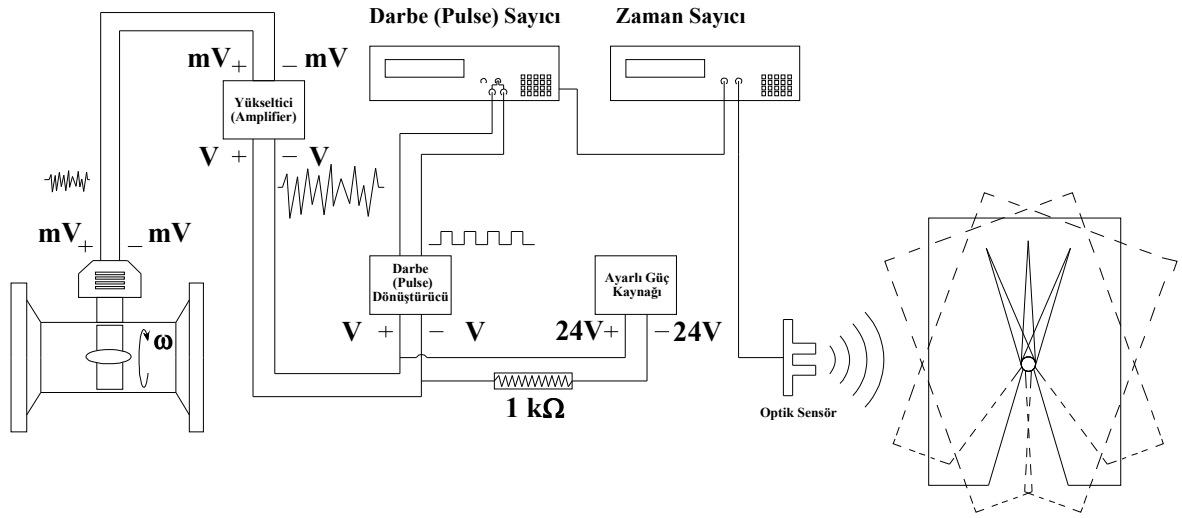 Darbe (Pulse) Sayıcı
Zaman Sayıcı
mV + − mV
Yükseltici
(Amplifier)
V + − V
mV + − mV
ω
Darbe
(Pulse)
Dönüştürücü
V + − V
Ayarlı Güç
Kaynağı
24V + − 24V
1 kΩ
Optik Sensör